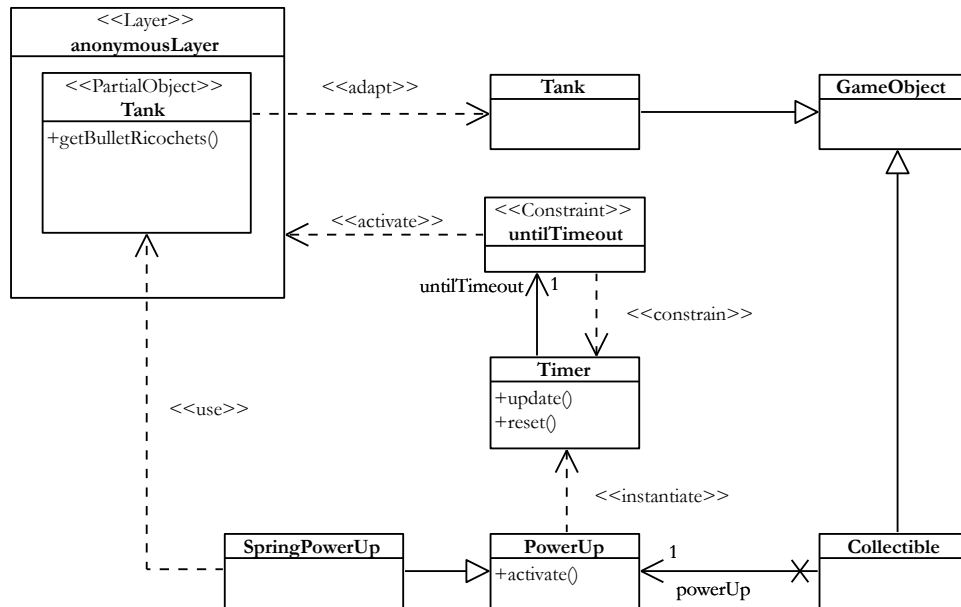 <<Layer>>
anonymousLayer
<<PartialObject>>
Tank
+getBulletRicochets()
<<adapt>>
Tank
GameObject
<<activate>>
<<Constraint>>
untilTimeout
untilTimeout
1
<<constrain>>
Timer
+update()
+reset()
<<use>>
<<instantiate>>
SpringPowerUp
PowerUp
+activate()
1
powerUp
Collectible